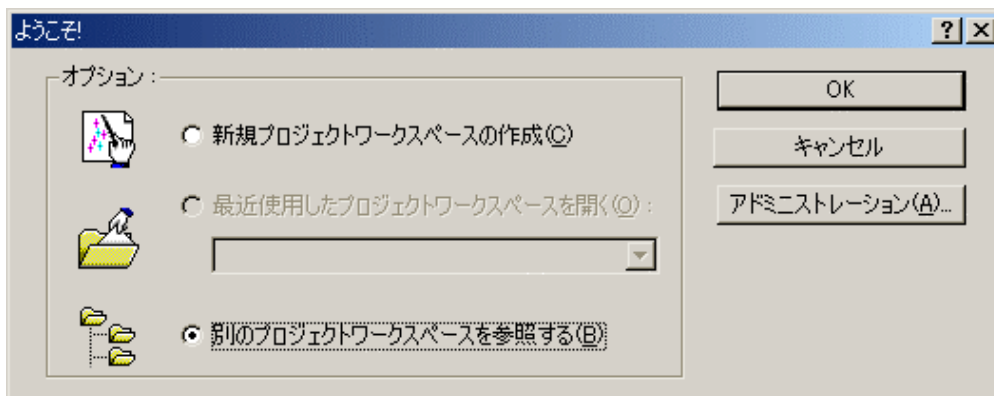 ようこそ!
オプション :
新規プロジェクトワークスペースの作成(C)
最近使用したプロジェクトワークスペースを開く(O) :
別のプロジェクトワークスペースを参照する(B)
OK
キャンセル
アドミニストレーション(A)...